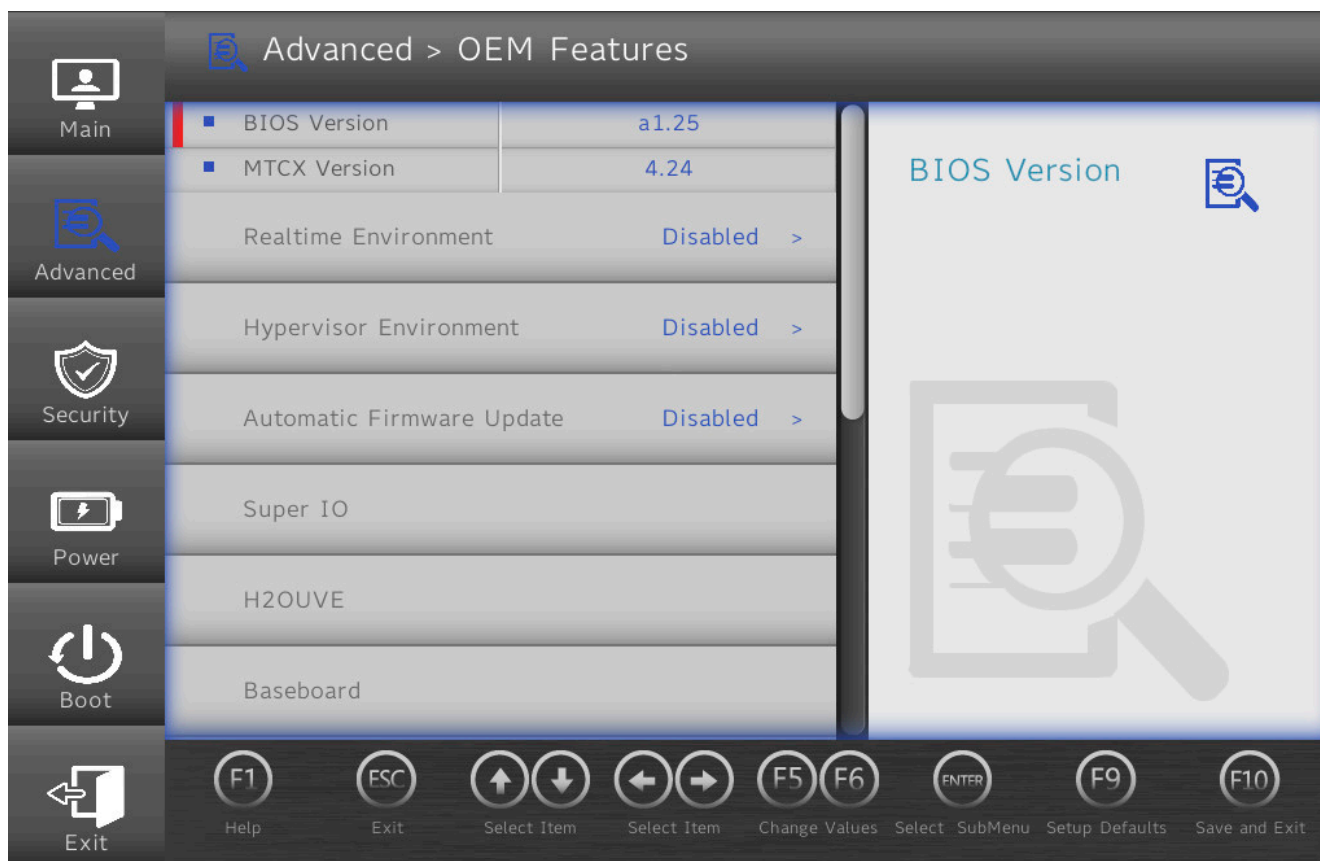 Advanced > OEM Features
Main
Advanced
Security
Power
Boot
Exit
BIOS Version a1.25
MTCX Version 4.24
Realtime Environment Disabled >
Hypervisor Environment Disabled >
Automatic Firmware Update Disabled >
Super IO
H2OUVE
Baseboard
BIOS Version
F1 ESC F5 F6 ENTER F9 F10
Help Exit Select Item Select Item Change Values Select SubMenu Setup Defaults Save and Exit